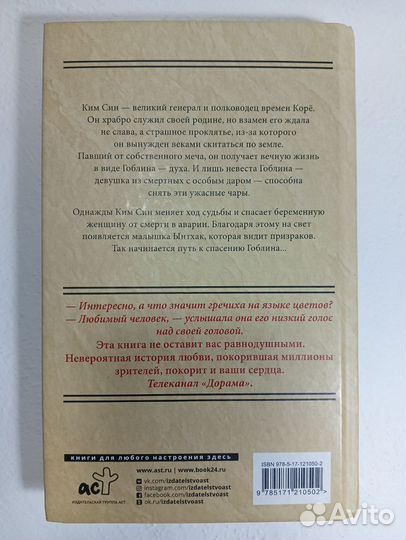 Ким Син — великий генерал и полководец времен Корё.
Он храбро служил своей родине, но взамен его ждала
не слава, а страшное проклятье, из-за которого
он вынужден веками скитаться по земле.
Павший от собственного меча, он получает вечную жизнь
в виде Гоблина — духа. И лишь невеста Гоблина —
девушка из смертных с особым даром — способна
снять эти ужасные чары.
Однажды Ким Син меняет ход судьбы и спасает беременную
женщину от смерти в аварии. Благодаря этому на свет
появляется малышка Ынтхак, которая видит призраков.
Так начинается путь к спасению Гоблина...
— Интересно, а что значит гречиха на языке цветов?
— Любимый человек, — услышала она его низкий голос
над своей головой.
Эта книга не оставит вас равнодушными.
Невероятная история любви, покорившая миллионы
зрителей, покорит и ваши сердца.
Телеканал «Дорама».
книги для любого настроения здесь
аст
ИЗДАТЕЛЬСКАЯ ГРУППА АСТ
www.ast.ru | www.book24.ru
vk.com/izdatelstvoast
instagram.com/izdatelstvoast
facebook.com/izdatelstvoast
ok.ru/izdatelstvoast
ISBN 978-5-17-121050-2
9 785171 210502 >
Avito